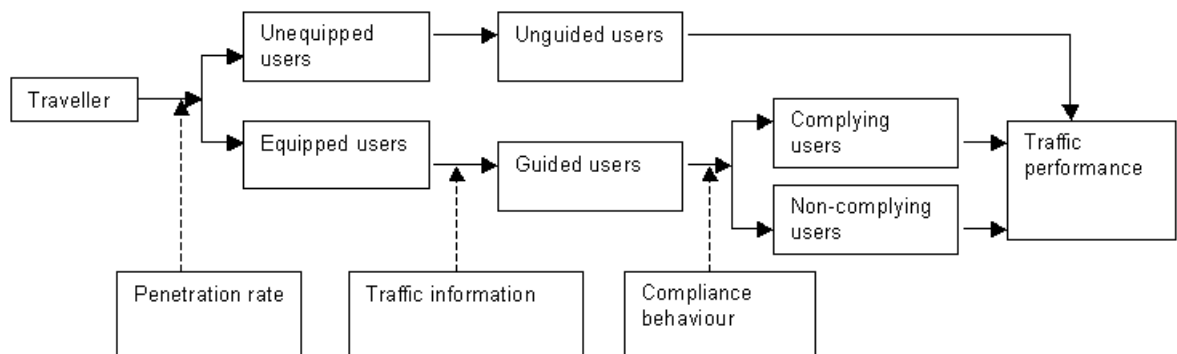 Unequipped
users
Unguided users
Traveller
Equipped users
Guided users
Complying
users
Non-complying
users
Traffic
performance
Penetration rate
Traffic information
Compliance
behaviour